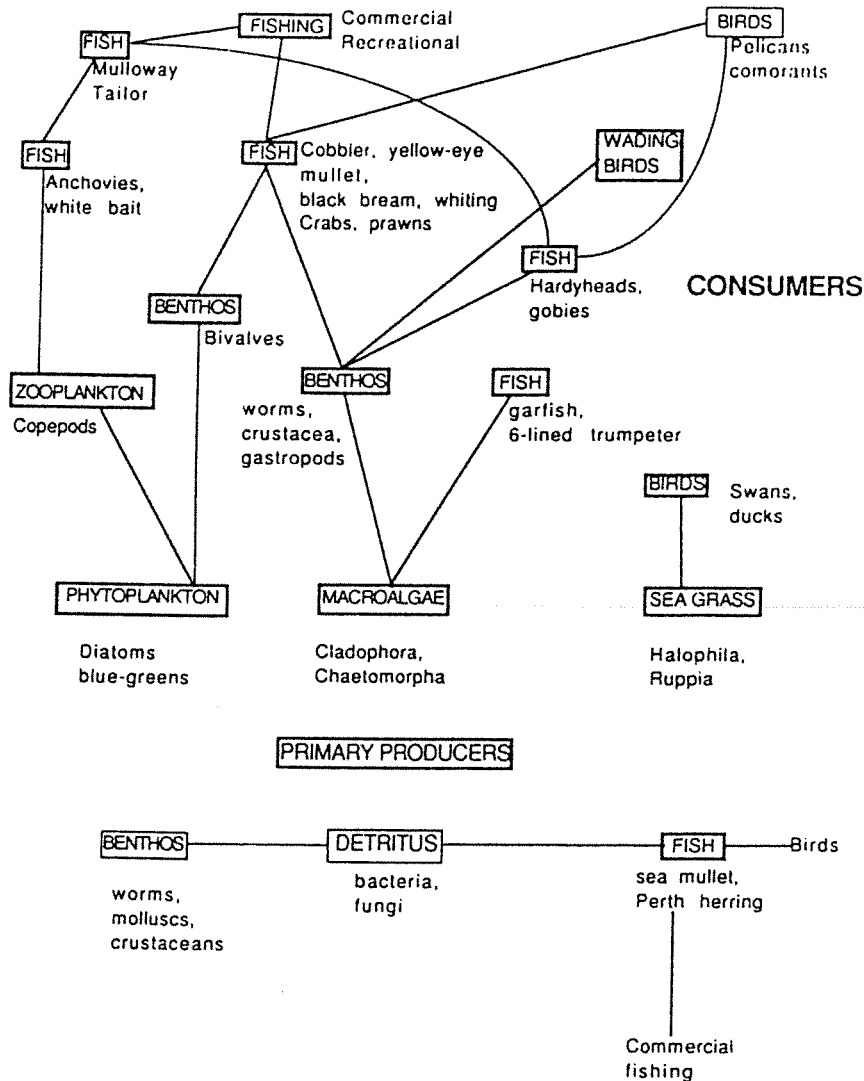 FISHING
Commercial
Recreational
BIRDS
Pelicans
comorants
FISH
Mulloway
Tailor
FISH
Anchovies,
white bait
FISH
Cobbler, yellow-eye
mullet,
black bream, whiting
Crabs, prawns
WADING
BIRDS
FISH
Hardyheads,
gobies
CONSUMERS
BENTHOS
Bivalves
ZOOPLANKTON
Copepods
BENTHOS
worms,
crustacea,
gastropods
FISH
garfish,
6-lined trumpeter
BIRDS
Swans,
ducks
PHYTOPLANKTON
Diatoms
blue-greens
MACROALGAE
Cladophora,
Chaetomorpha
SEA GRASS
Halophila,
Ruppia
PRIMARY PRODUCERS
BENTHOS
worms,
molluscs,
crustaceans
DETRITUS
bacteria,
fungi
FISH
sea mullet,
Perth herring
Birds
Commercial
fishing